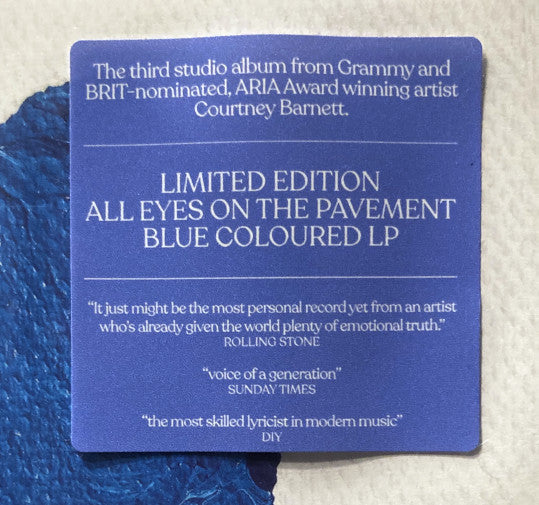 The third studio album from Grammy and
BRIT-nominated, ARIA Award winning artist
Courtney Barnett.
LIMITED EDITION
ALL EYES ON THE PAVEMENT
BLUE COLOURED LP
“It just might be the most personal record yet from an artist
who’s already given the world plenty of emotional truth.”
ROLLING STONE
“voice of a generation”
SUNDAY TIMES
“the most skilled lyricist in modern music”
DIY